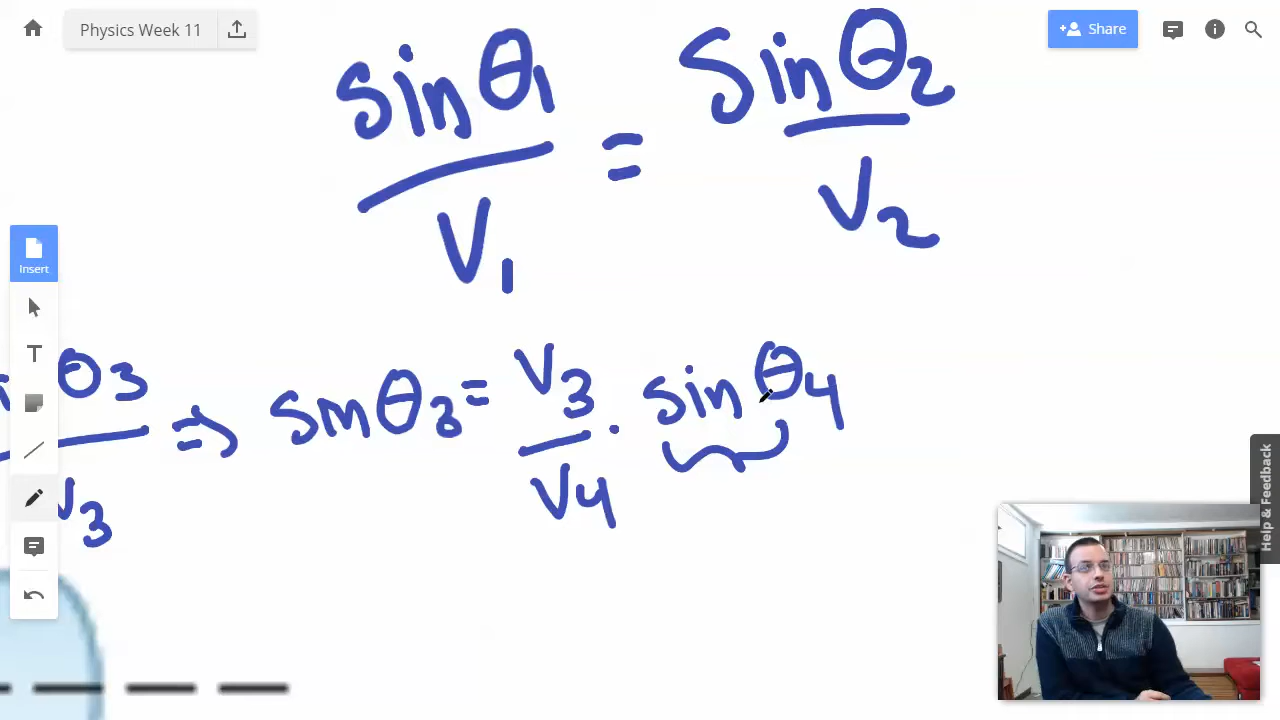 Physics Week 11
Share
sinθ1 / V1 = sinθ2 / V2
Insert
θ3 / V3 => sinθ3 = V3 / V4 · sinθ4
Help & Feedback